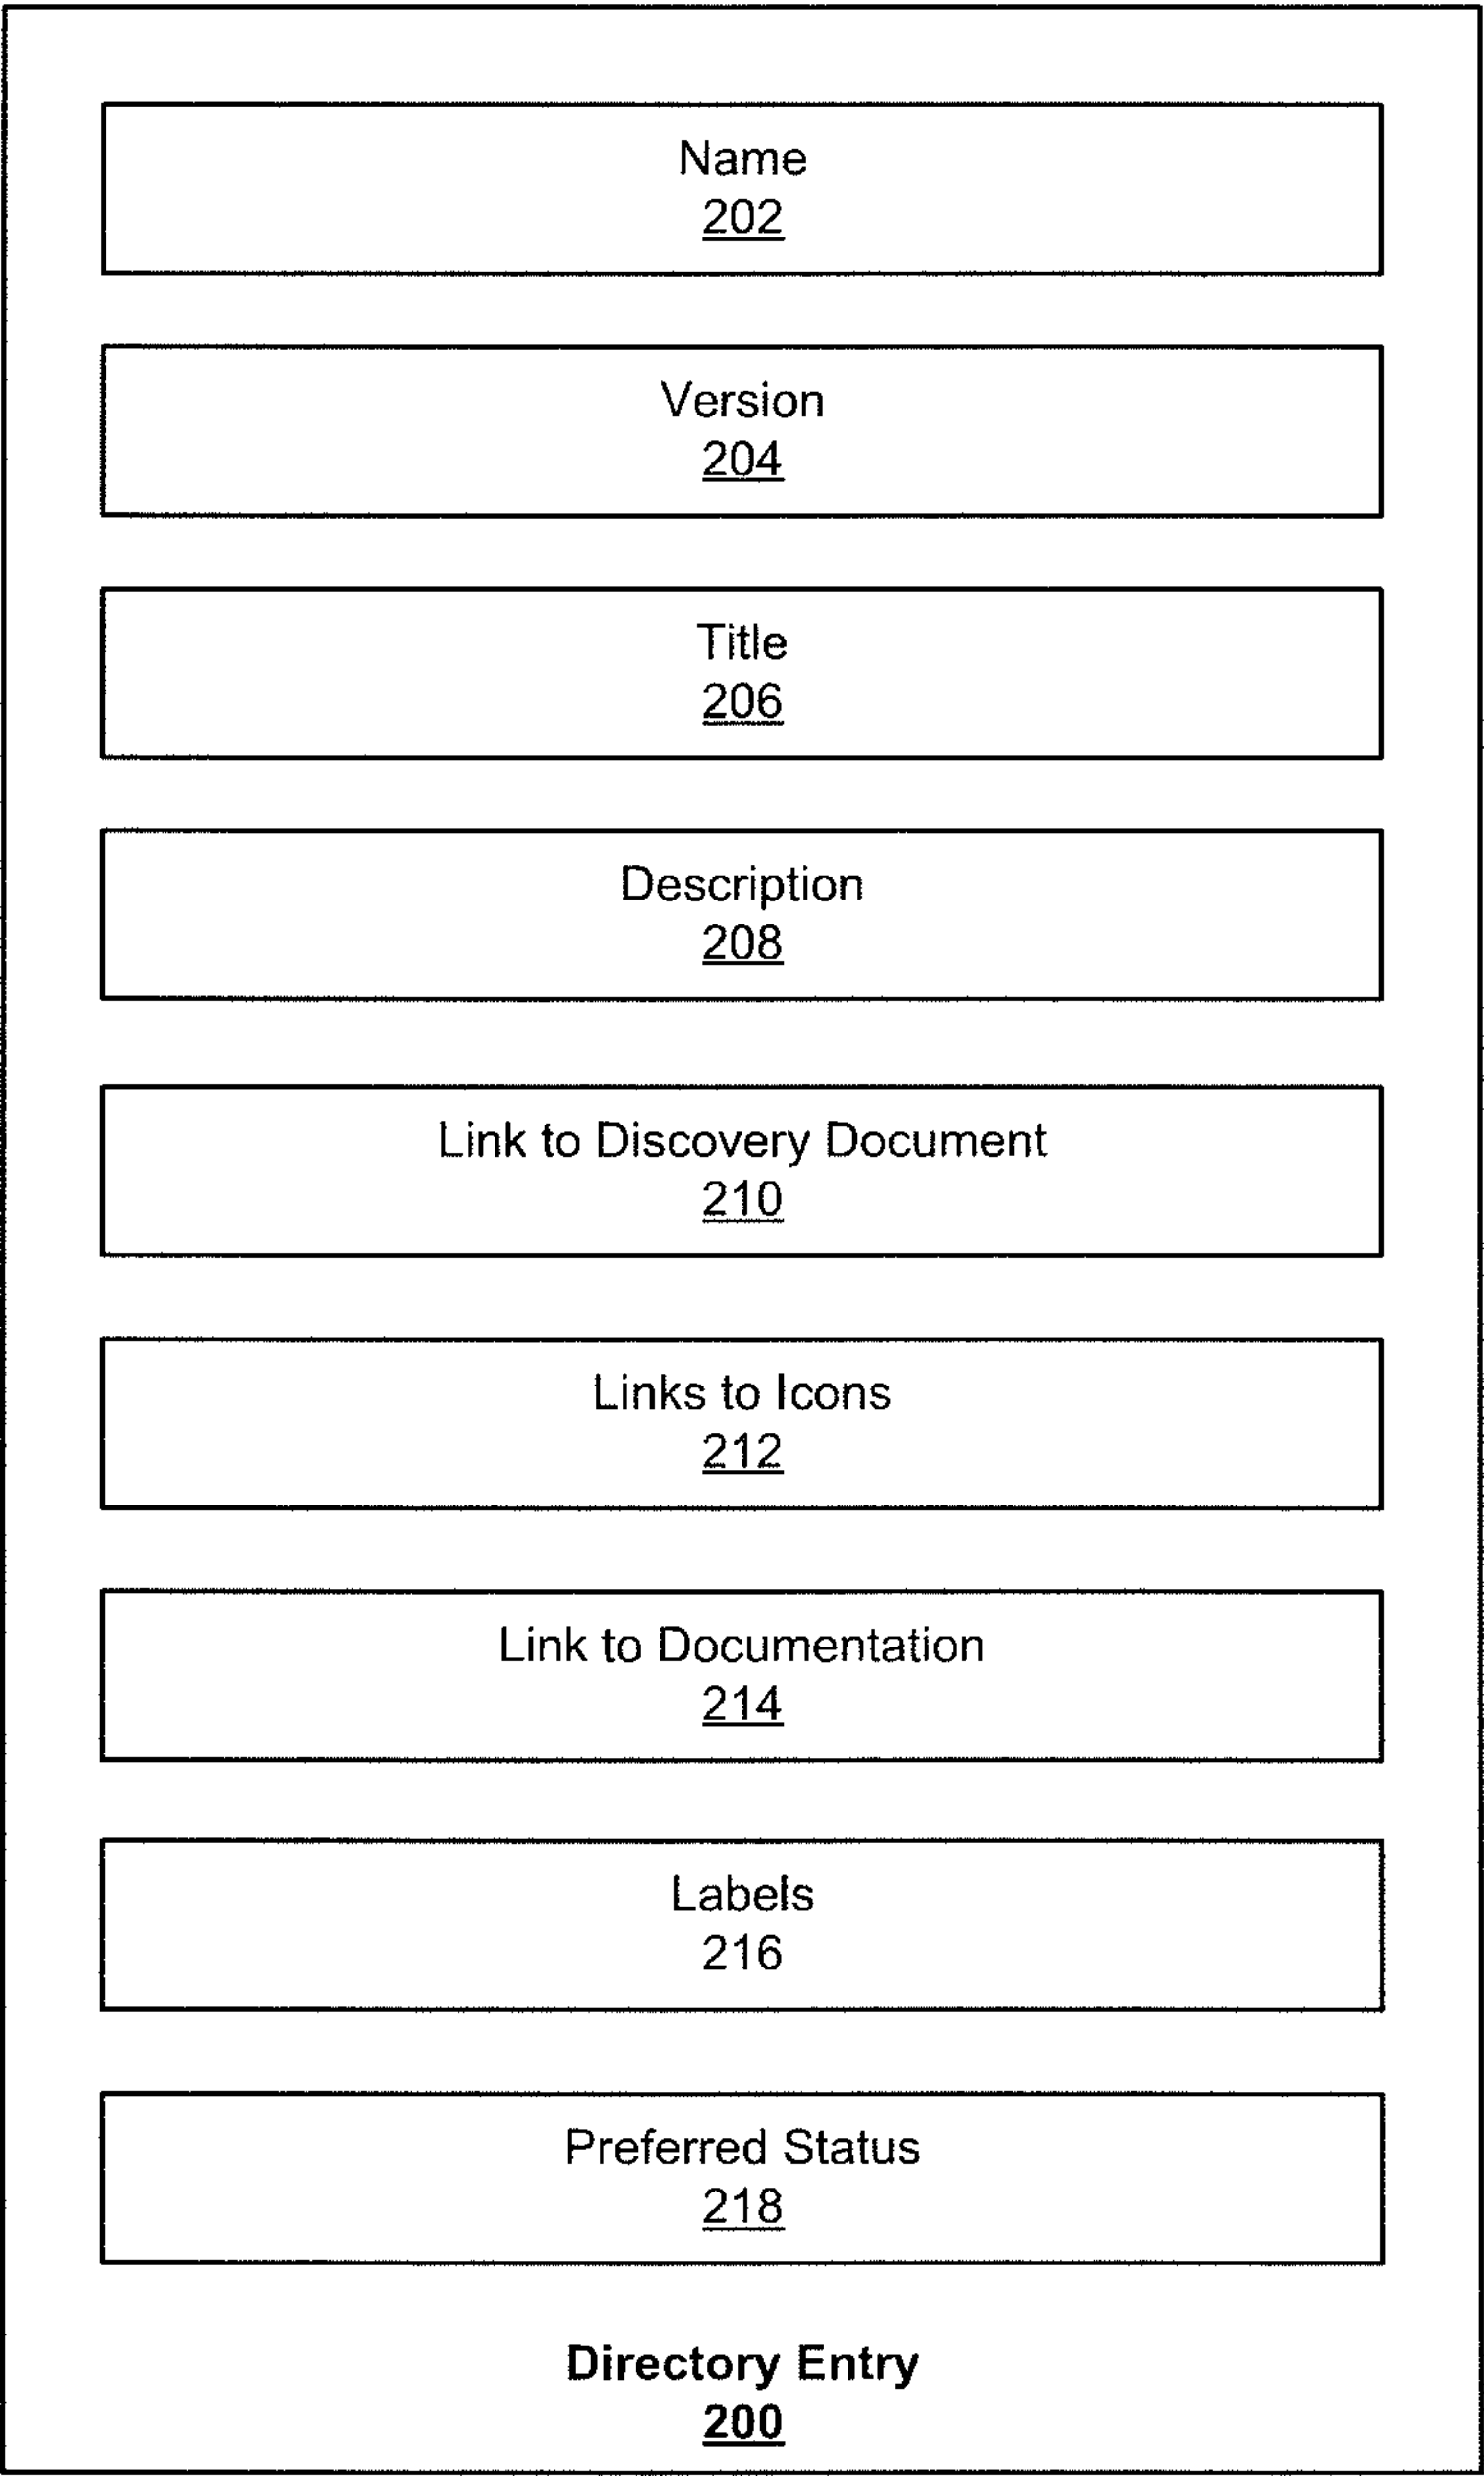 Name
202
Version
204
Title
206
Description
208
Link to Discovery Document
210
Links to Icons
212
Link to Documentation
214
Labels
216
Preferred Status
218
Directory Entry
200